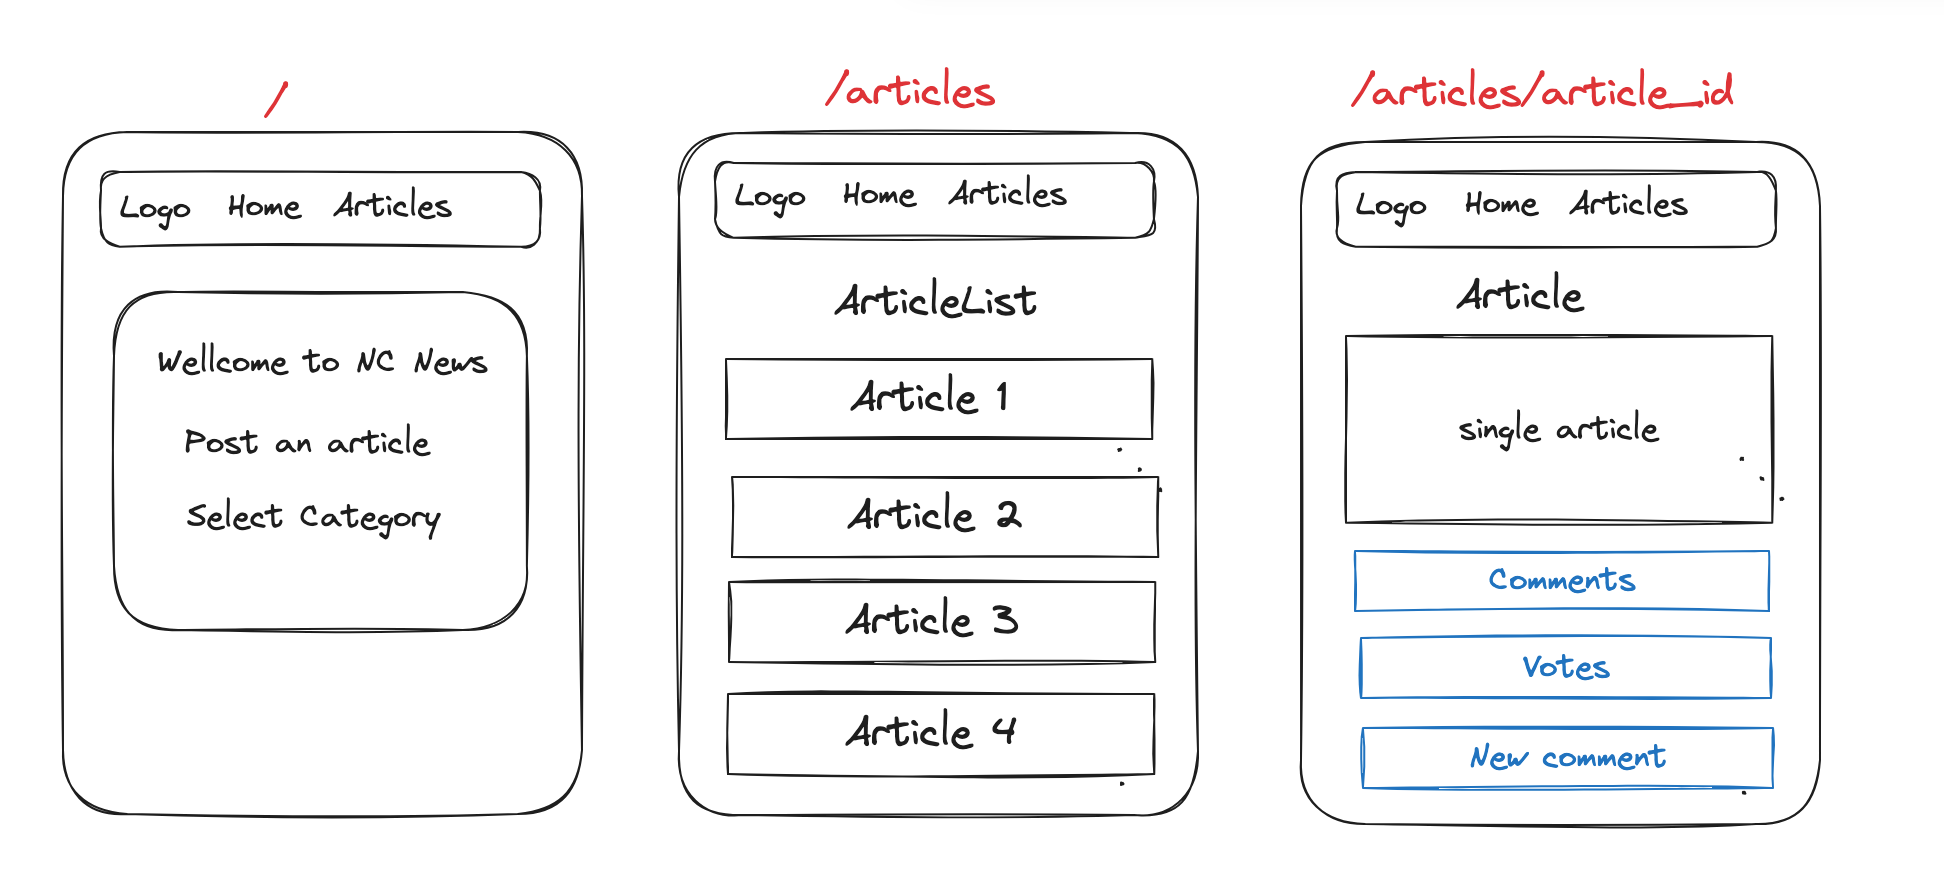 /
Logo Home Articles
Wellcome to NC News
Post an article
Select Category
/articles
Logo Home Articles
ArticleList
Article 1
Article 2
Article 3
Article 4
/articles/article_id
Logo Home Articles
Article
single article
Comments
Votes
New comment